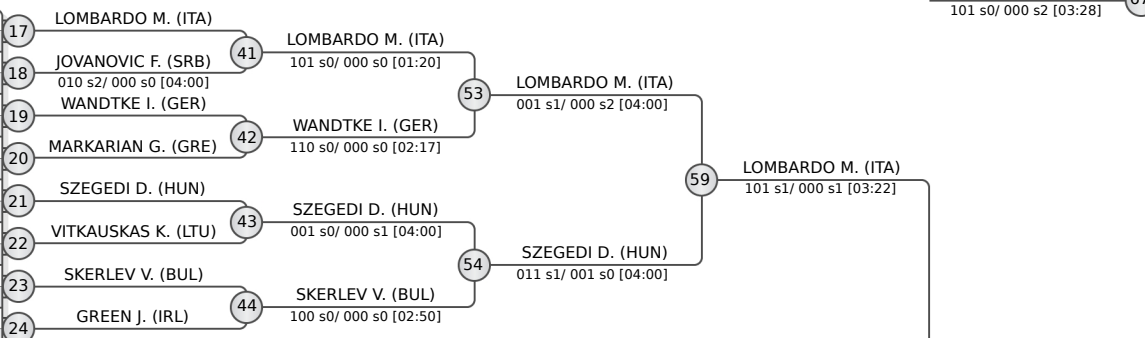 101 s0/ 000 s2 [03:28]
17
LOMBARDO M. (ITA)
41
LOMBARDO M. (ITA)
101 s0/ 000 s0 [01:20]
18
JOVANOVIC F. (SRB)
010 s2/ 000 s0 [04:00]
53
LOMBARDO M. (ITA)
001 s1/ 000 s2 [04:00]
19
WANDTKE I. (GER)
42
WANDTKE I. (GER)
110 s0/ 000 s0 [02:17]
20
MARKARIAN G. (GRE)
59
LOMBARDO M. (ITA)
101 s1/ 000 s1 [03:22]
21
SZEGEDI D. (HUN)
43
SZEGEDI D. (HUN)
001 s0/ 000 s1 [04:00]
22
VITKAUSKAS K. (LTU)
54
SZEGEDI D. (HUN)
011 s1/ 001 s0 [04:00]
23
SKERLEV V. (BUL)
44
SKERLEV V. (BUL)
100 s0/ 000 s0 [02:50]
24
GREEN J. (IRL)